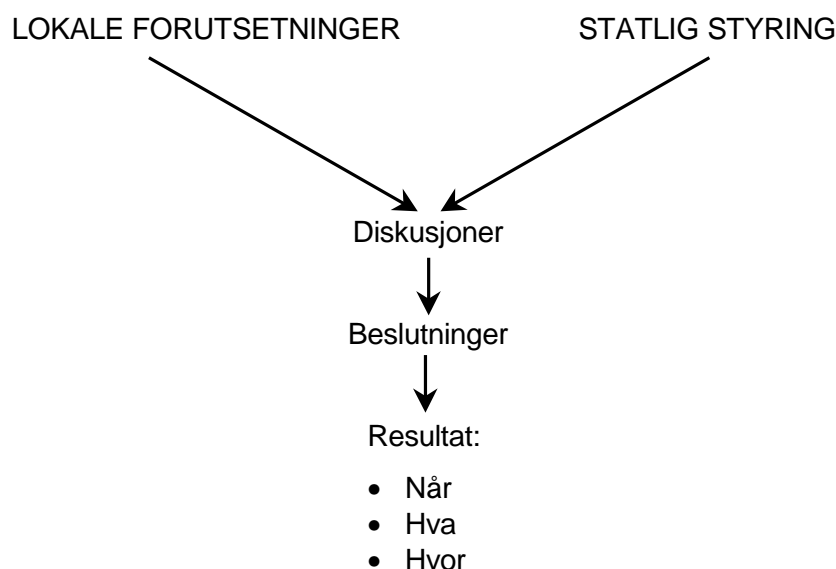 LOKALE FORUTSETNINGER STATLIG STYRING
Diskusjoner
Beslutninger
Resultat:
• Når
• Hva
• Hvor